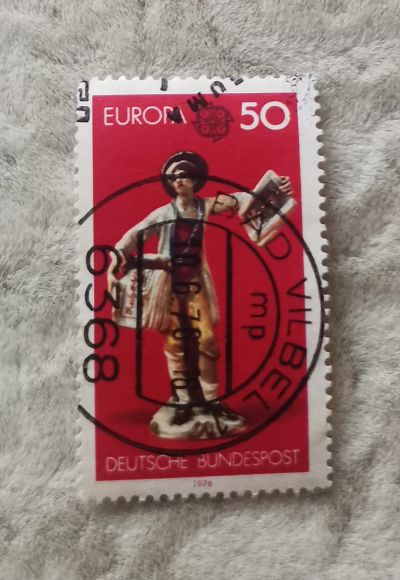 EUROPA 50
BAD VILBEL
mp
6368
DEUTSCHE BUNDESPOST
1976